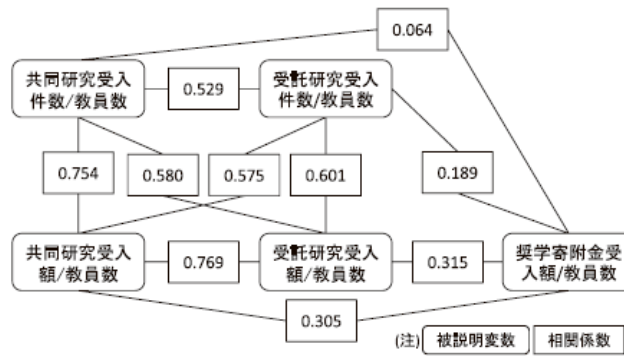 0.064
共同研究受入
件数/教員数
0.529
受託研究受入
件数/教員数
0.754
0.580
0.575
0.601
0.189
共同研究受入
額/教員数
0.769
受託研究受入
額/教員数
0.315
奨学寄附金受
入額/教員数
0.305
(注) 被説明変数 相関係数